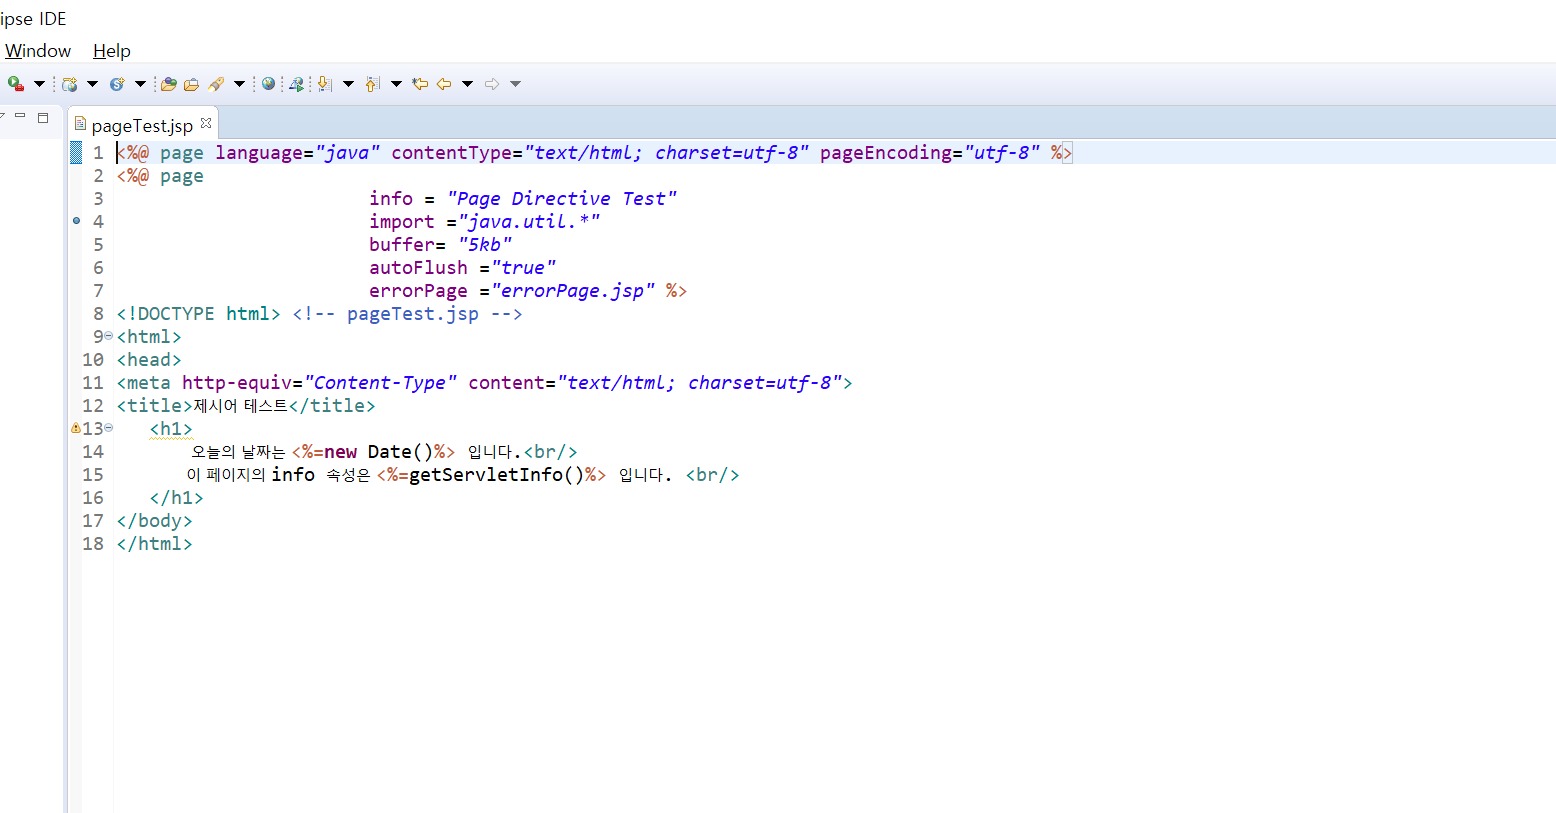 ipse IDE
Window Help
pageTest.jsp
1 <%@ page language="java" contentType="text/html; charset=utf-8" pageEncoding="utf-8" %>
2 <%@ page
3 info = "Page Directive Test"
4 import ="java.util.*"
5 buffer= "5kb"
6 autoFlush ="true"
7 errorPage ="errorPage.jsp" %>
8 <!DOCTYPE html> <!-- pageTest.jsp -->
9 <html>
10 <head>
11 <meta http-equiv="Content-Type" content="text/html; charset=utf-8">
12 <title>제시어 테스트</title>
13 <h1>
14 오늘의 날짜는 <%=new Date()%> 입니다.<br/>
15 이 페이지의 info 속성은 <%=getServletInfo()%> 입니다. <br/>
16 </h1>
17 </body>
18 </html>